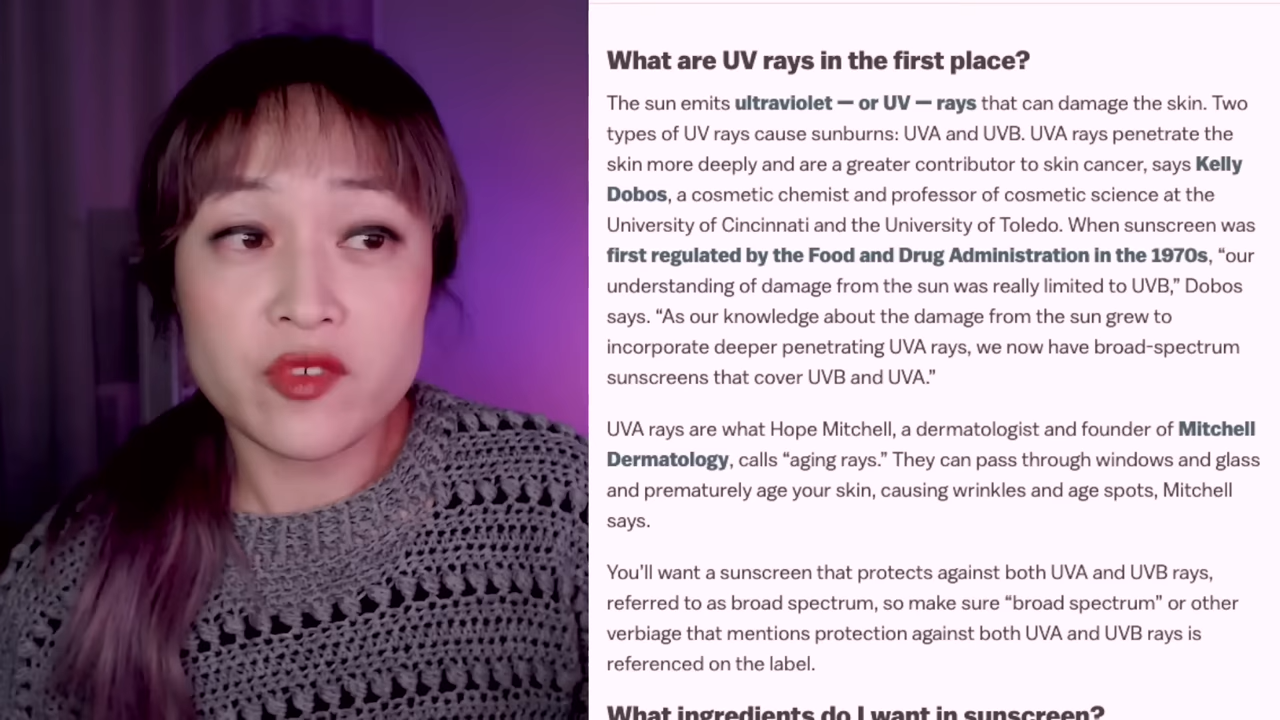 What are UV rays in the first place?
The sun emits ultraviolet — or UV — rays that can damage the skin. Two
types of UV rays cause sunburns: UVA and UVB. UVA rays penetrate the
skin more deeply and are a greater contributor to skin cancer, says Kelly
Dobos, a cosmetic chemist and professor of cosmetic science at the
University of Cincinnati and the University of Toledo. When sunscreen was
first regulated by the Food and Drug Administration in the 1970s, “our
understanding of damage from the sun was really limited to UVB,” Dobos
says. “As our knowledge about the damage from the sun grew to
incorporate deeper penetrating UVA rays, we now have broad-spectrum
sunscreens that cover UVB and UVA.”
UVA rays are what Hope Mitchell, a dermatologist and founder of Mitchell
Dermatology, calls “aging rays.” They can pass through windows and glass
and prematurely age your skin, causing wrinkles and age spots, Mitchell
says.
You’ll want a sunscreen that protects against both UVA and UVB rays,
referred to as broad spectrum, so make sure “broad spectrum” or other
verbiage that mentions protection against both UVA and UVB rays is
referenced on the label.
What ingredients do I want in sunscreen?